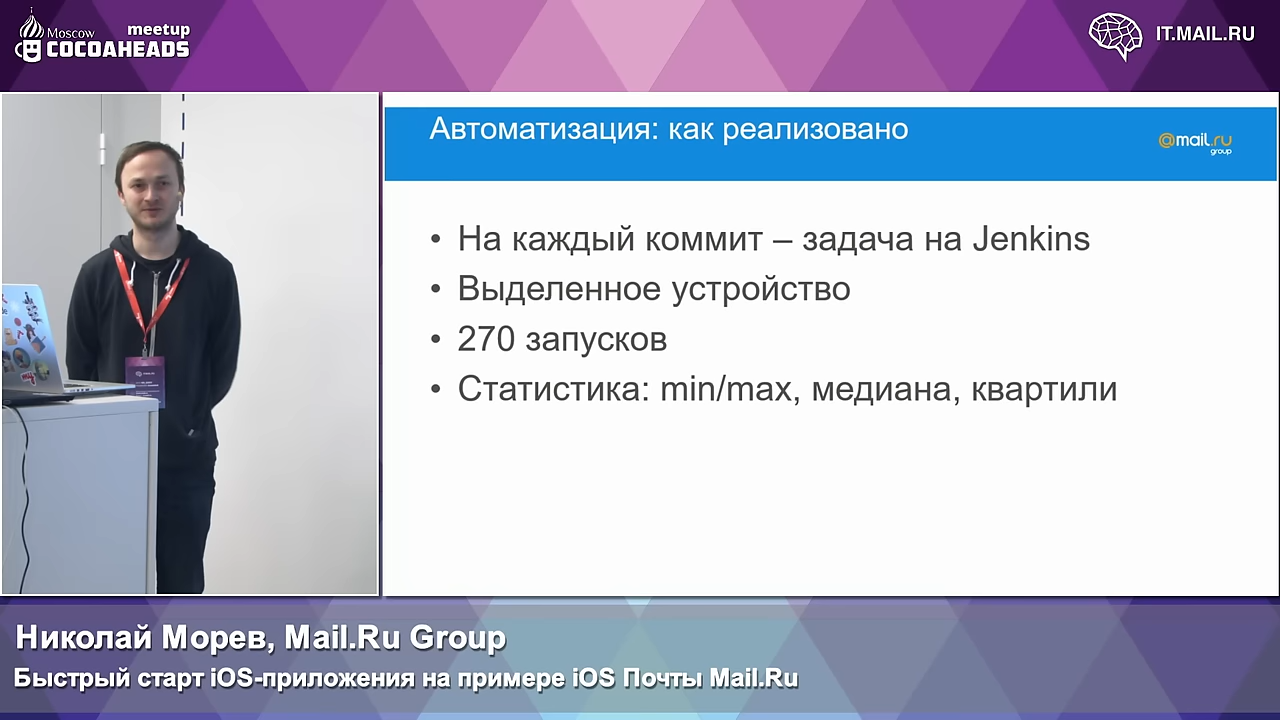 Moscow meetup
COCOAHEADS
IT.MAIL.RU
Автоматизация: как реализовано
@mail.ru
group
• На каждый коммит – задача на Jenkins
• Выделенное устройство
• 270 запусков
• Статистика: min/max, медиана, квартили
Николай Морев, Mail.Ru Group
Быстрый старт iOS-приложения на примере iOS Почты Mail.Ru